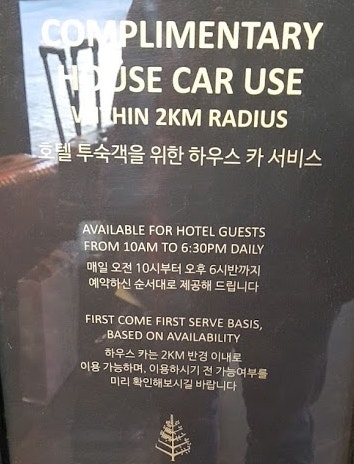 COMPLIMENTARY
HOUSE CAR USE
WITHIN 2KM RADIUS
호텔 투숙객을 위한 하우스 카 서비스
AVAILABLE FOR HOTEL GUESTS
FROM 10AM TO 6:30PM DAILY
매일 오전 10시부터 오후 6시반까지
예약하신 순서대로 제공해 드립니다
FIRST COME FIRST SERVE BASIS,
BASED ON AVAILABILITY
하우스 카는 2KM 반경 이내로
이용 가능하며, 이용하시기 전 가능여부를
미리 확인해보시길 바랍니다